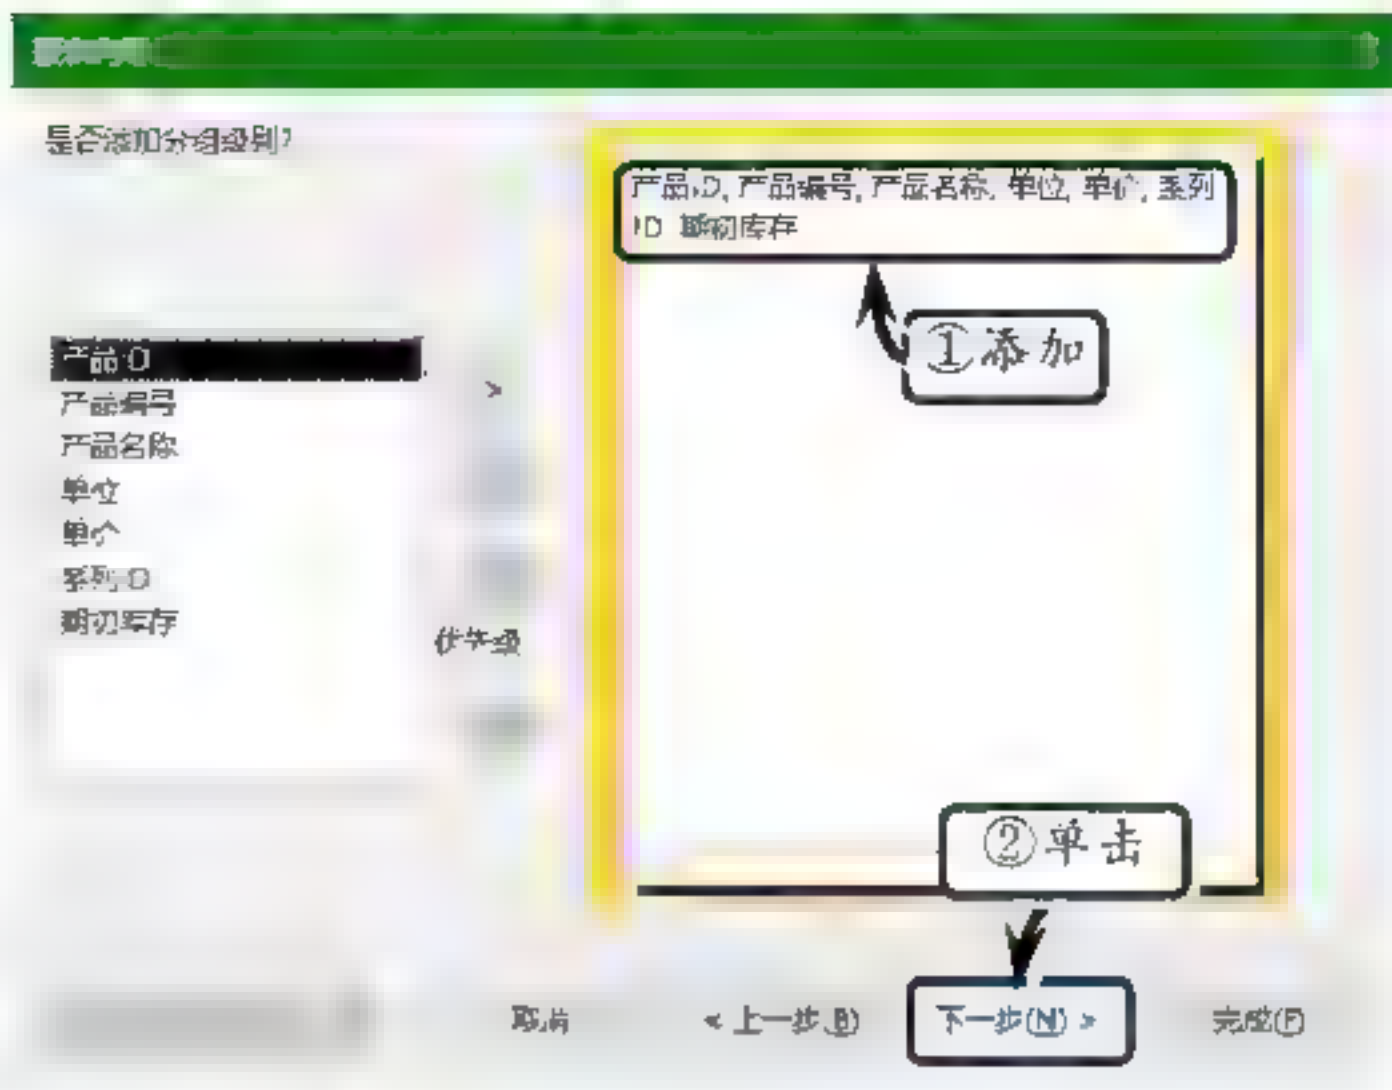 是否添加分组级别?
产品ID, 产品编号, 产品名称, 单位, 单价, 系列
ID, 期初库存
①添加
产品ID
>
产品编号
产品名称
单位
单价
系列ID
期初库存
优先级
②单击
取消
< 上一步(B)
下一步(N) >
完成(F)